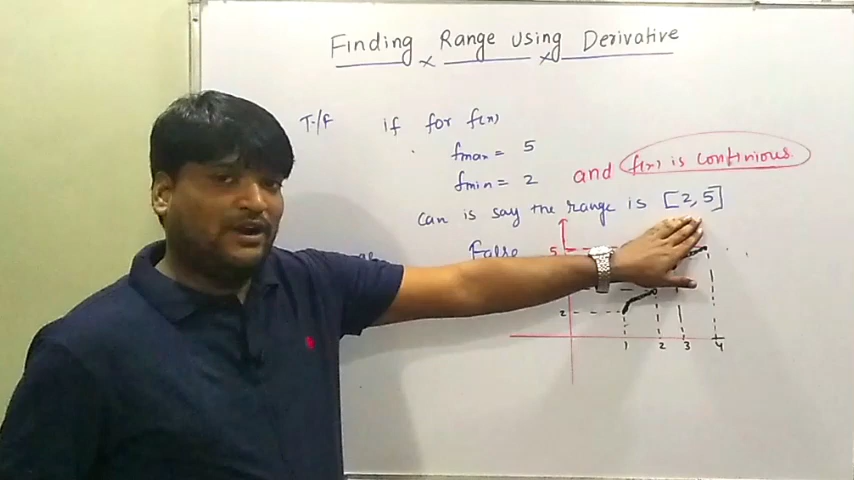 Finding Range Using Derivative
T/F if for f(x)
fmax = 5
fmin = 2 and f(x) is continious.
can is say the range is [2,5]
False
5
2
1 2 3 4